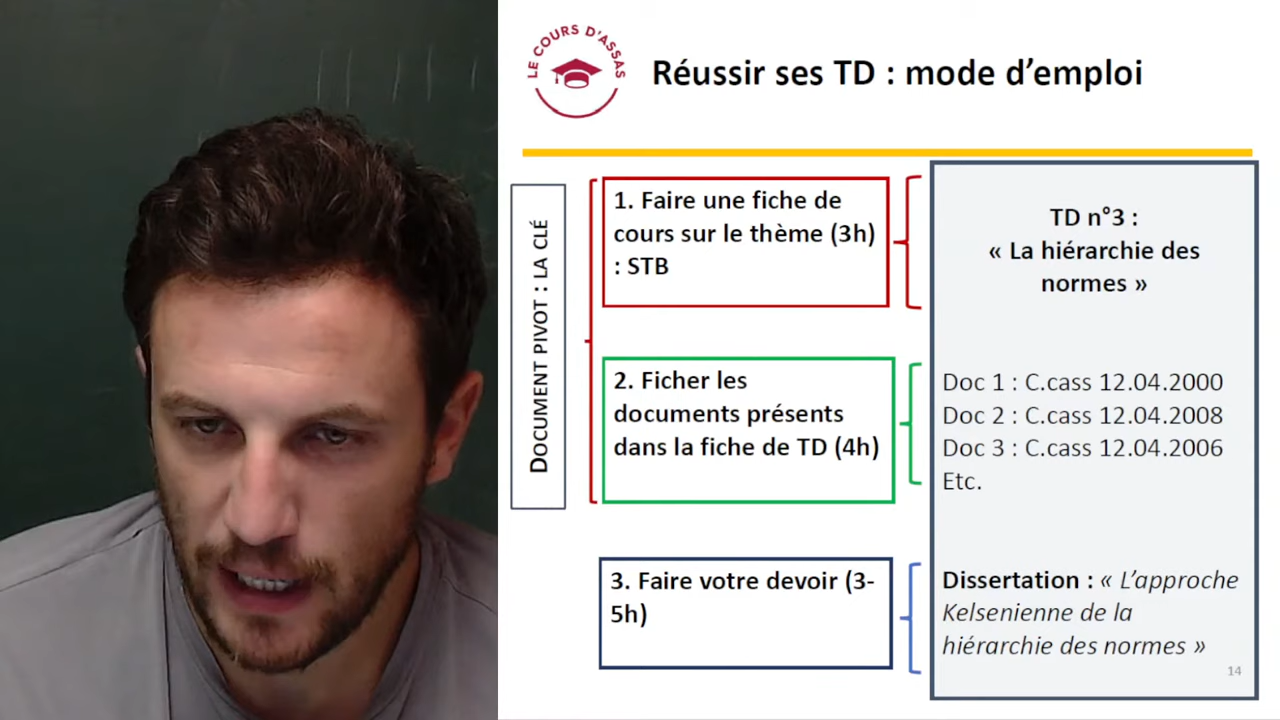 LE COURS D'ASSAS
Réussir ses TD : mode d'emploi
DOCUMENT PIVOT : LA CLÉ
1. Faire une fiche de
cours sur le thème (3h)
: STB
TD n°3 :
« La hiérarchie des
normes »
2. Ficher les
documents présents
dans la fiche de TD (4h)
Doc 1 : C.cass 12.04.2000
Doc 2 : C.cass 12.04.2008
Doc 3 : C.cass 12.04.2006
Etc.
3. Faire votre devoir (3-
5h)
Dissertation : « L'approche
Kelsenienne de la
hiérarchie des normes »
14